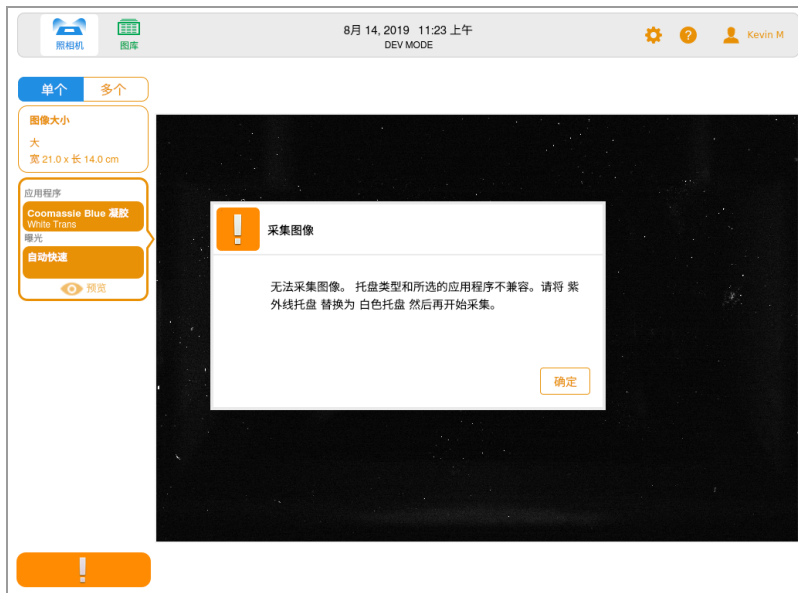 照相机
图库
8月 14, 2019 11:23 上午
DEV MODE
?
Kevin M
单个
多个
图像大小
大
宽 21.0 x 长 14.0 cm
应用程序
Coomassie Blue 凝胶
White Trans
曝光
自动快速
预览
!
采集图像
无法采集图像。 托盘类型和所选的应用程序不兼容。请将 紫
外线托盘 替换为 白色托盘 然后再开始采集。
确定
!